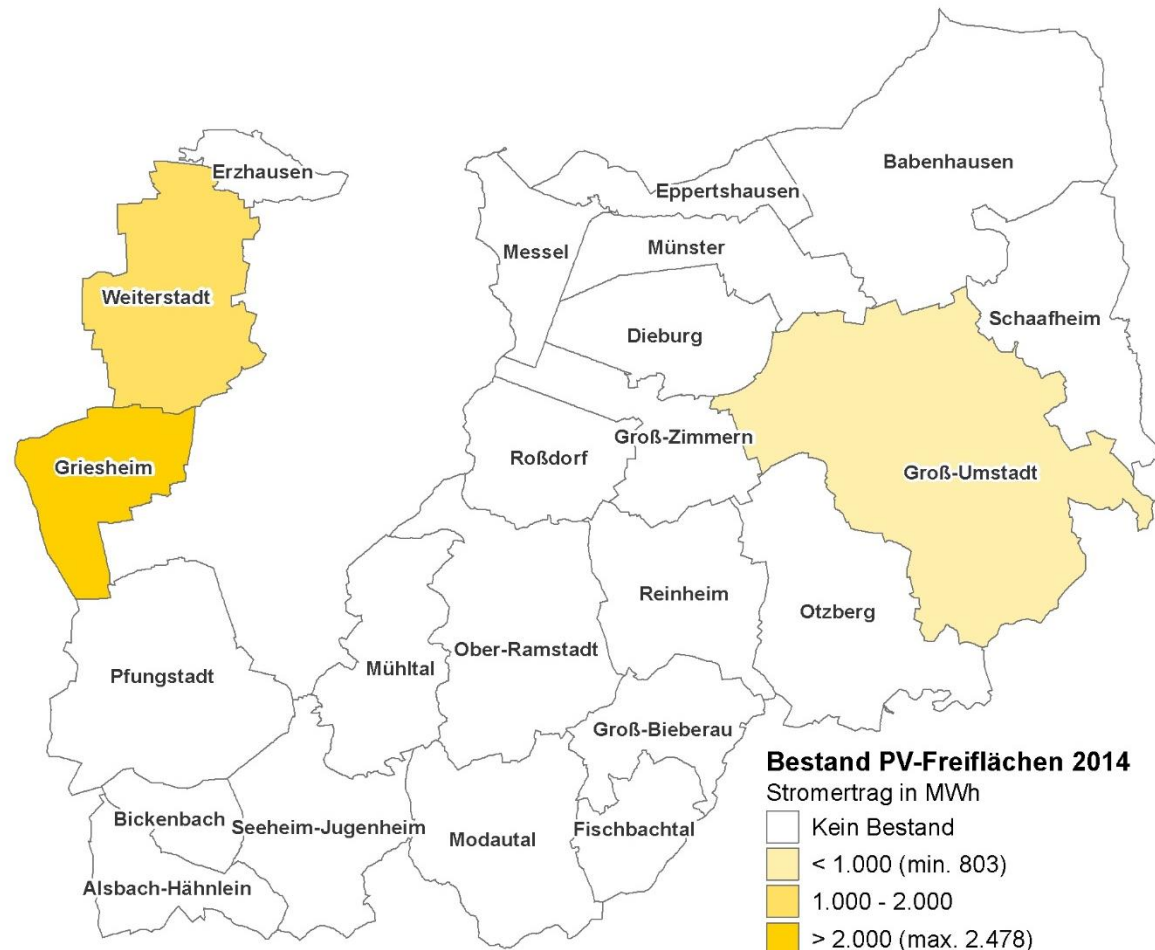 Erzhausen
Babenhausen
Eppertshausen
Messel
Münster
Weiterstadt
Schaafheim
Dieburg
Groß-Zimmern
Roßdorf
Griesheim
Groß-Umstadt
Reinheim
Otzberg
Ober-Ramstadt
Mühltal
Pfungstadt
Groß-Bieberau
Bickenbach
Seeheim-Jugenheim
Modautal
Fischbachtal
Alsbach-Hähnlein
Bestand PV-Freiflächen 2014
Stromertrag in MWh
Kein Bestand
< 1.000 (min. 803)
1.000 - 2.000
> 2.000 (max. 2.478)